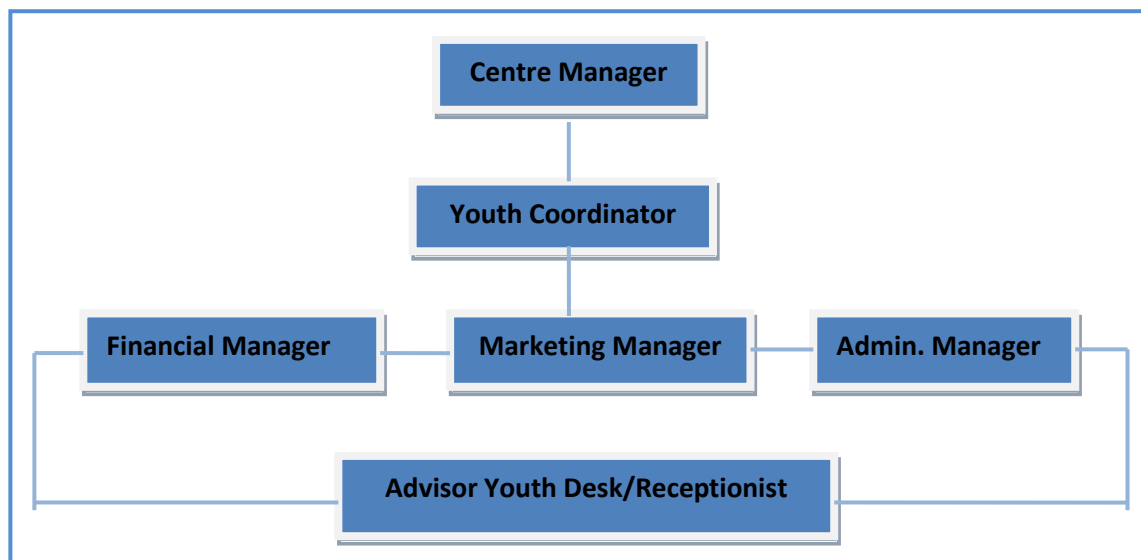 Centre Manager
Youth Coordinator
Financial Manager
Marketing Manager
Admin. Manager
Advisor Youth Desk/Receptionist